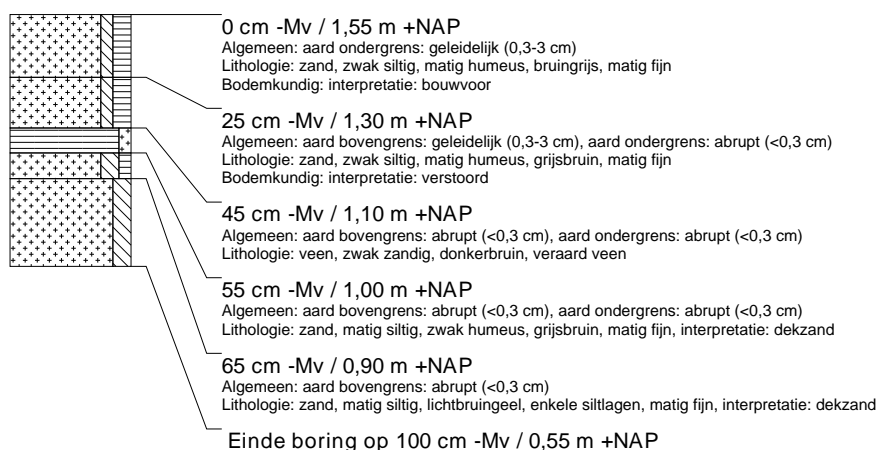 0 cm -Mv / 1,55 m +NAP
Algemeen: aard ondergrens: geleidelijk (0,3-3 cm)
Lithologie: zand, zwak siltig, matig humeus, bruingrijs, matig fijn
Bodemkundig: interpretatie: bouwvoor
25 cm -Mv / 1,30 m +NAP
Algemeen: aard bovengrens: geleidelijk (0,3-3 cm), aard ondergrens: abrupt (<0,3 cm)
Lithologie: zand, zwak siltig, matig humeus, grijsbruin, matig fijn
Bodemkundig: interpretatie: verstoord
45 cm -Mv / 1,10 m +NAP
Algemeen: aard bovengrens: abrupt (<0,3 cm), aard ondergrens: abrupt (<0,3 cm)
Lithologie: veen, zwak zandig, donkerbruin, veraard veen
55 cm -Mv / 1,00 m +NAP
Algemeen: aard bovengrens: abrupt (<0,3 cm), aard ondergrens: abrupt (<0,3 cm)
Lithologie: zand, matig siltig, zwak humeus, grijsbruin, matig fijn, interpretatie: dekzand
65 cm -Mv / 0,90 m +NAP
Algemeen: aard bovengrens: abrupt (<0,3 cm)
Lithologie: zand, matig siltig, lichtbruingeel, enkele siltlagen, matig fijn, interpretatie: dekzand
Einde boring op 100 cm -Mv / 0,55 m +NAP